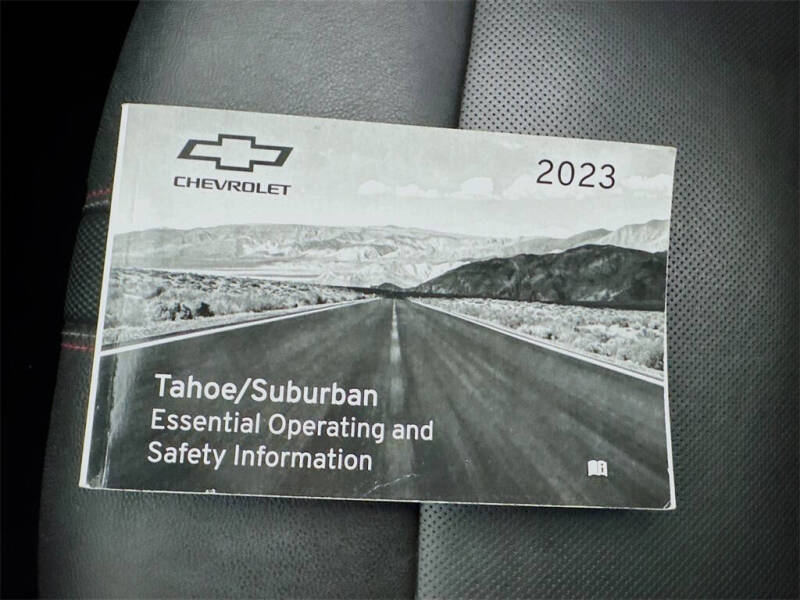 CHEVROLET
2023
Tahoe/Suburban
Essential Operating and
Safety Information